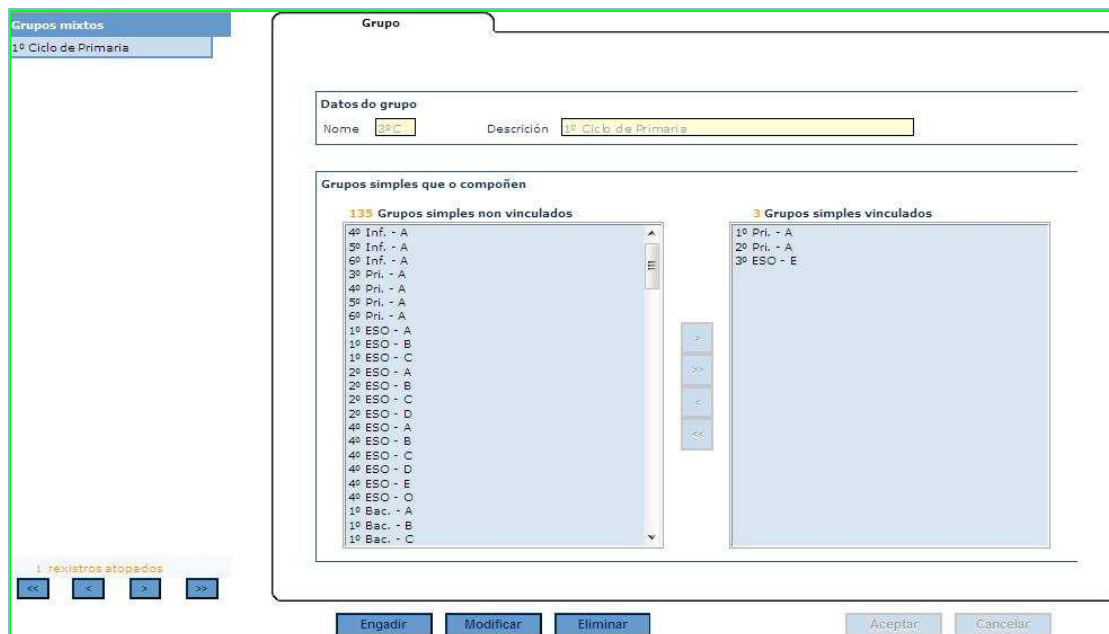 Grupos mixtos
1º Ciclo de Primaria
Grupo
Datos do grupo
Nome 3ºC Descrición 1º Ciclo de Primaria
Grupos simples que o compoñen
135 Grupos simples non vinculados
4º Inf. - A
5º Inf. - A
6º Inf. - A
3º Pri. - A
4º Pri. - A
5º Pri. - A
6º Pri. - A
1º ESO - A
1º ESO - B
1º ESO - C
2º ESO - A
2º ESO - B
2º ESO - C
2º ESO - D
4º ESO - A
4º ESO - B
4º ESO - C
4º ESO - D
4º ESO - E
4º ESO - O
1º Bac. - A
1º Bac. - B
1º Bac. - C
>
>>
<
<<
3 Grupos simples vinculados
1º Pri. - A
2º Pri. - A
3º ESO - E
1 rexistros atopados
<< < > >>
Engadir Modificar Eliminar Aceptar Cancelar